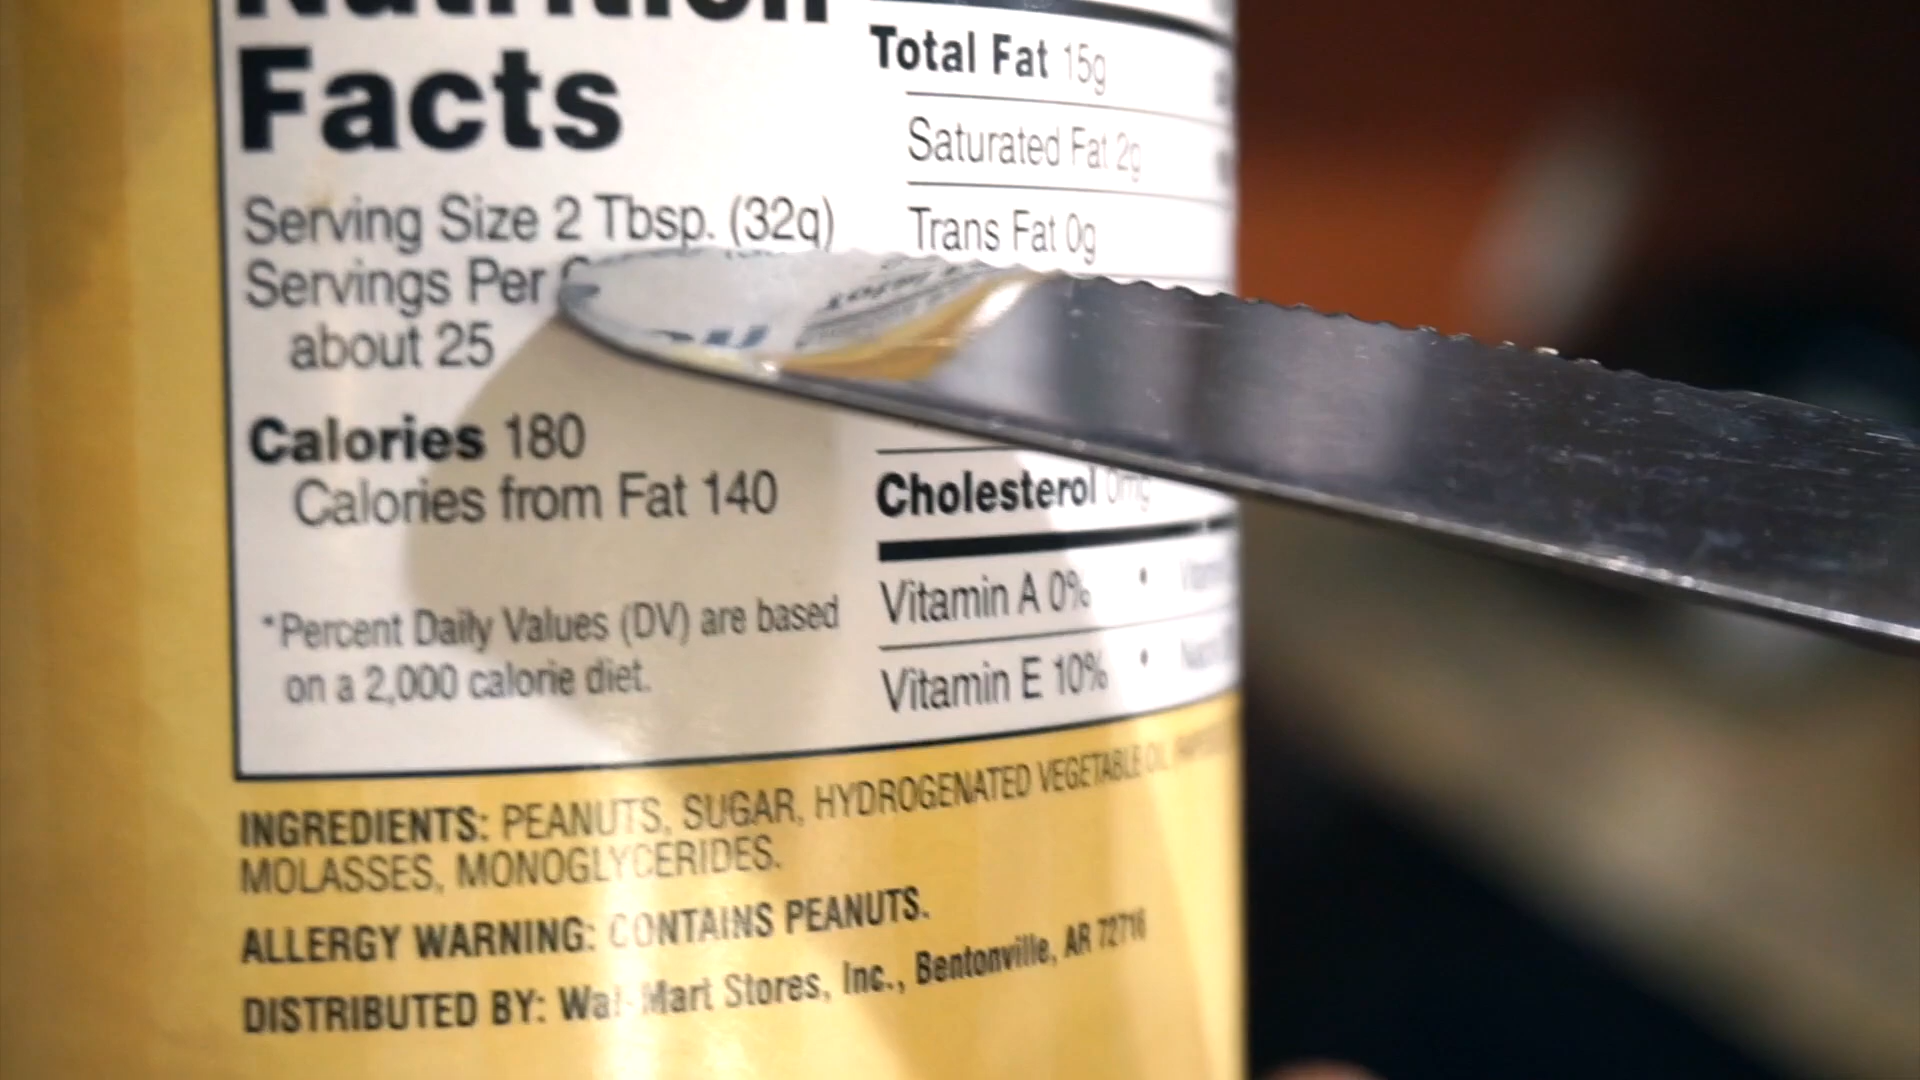 Nutrition
Facts
Serving Size 2 Tbsp. (32g)
Servings Per
about 25
Calories 180
Calories from Fat 140
*Percent Daily Values (DV) are based
on a 2,000 calorie diet.
Total Fat 15g
Saturated Fat 2g
Trans Fat 0g
Cholesterol 0mg
Vitamin A 0% •
Vitamin E 10% •
INGREDIENTS: PEANUTS, SUGAR, HYDROGENATED VEGETABLE OIL
MOLASSES, MONOGLYCERIDES.
ALLERGY WARNING: CONTAINS PEANUTS.
DISTRIBUTED BY: Wal-Mart Stores, Inc., Bentonville, AR 72716